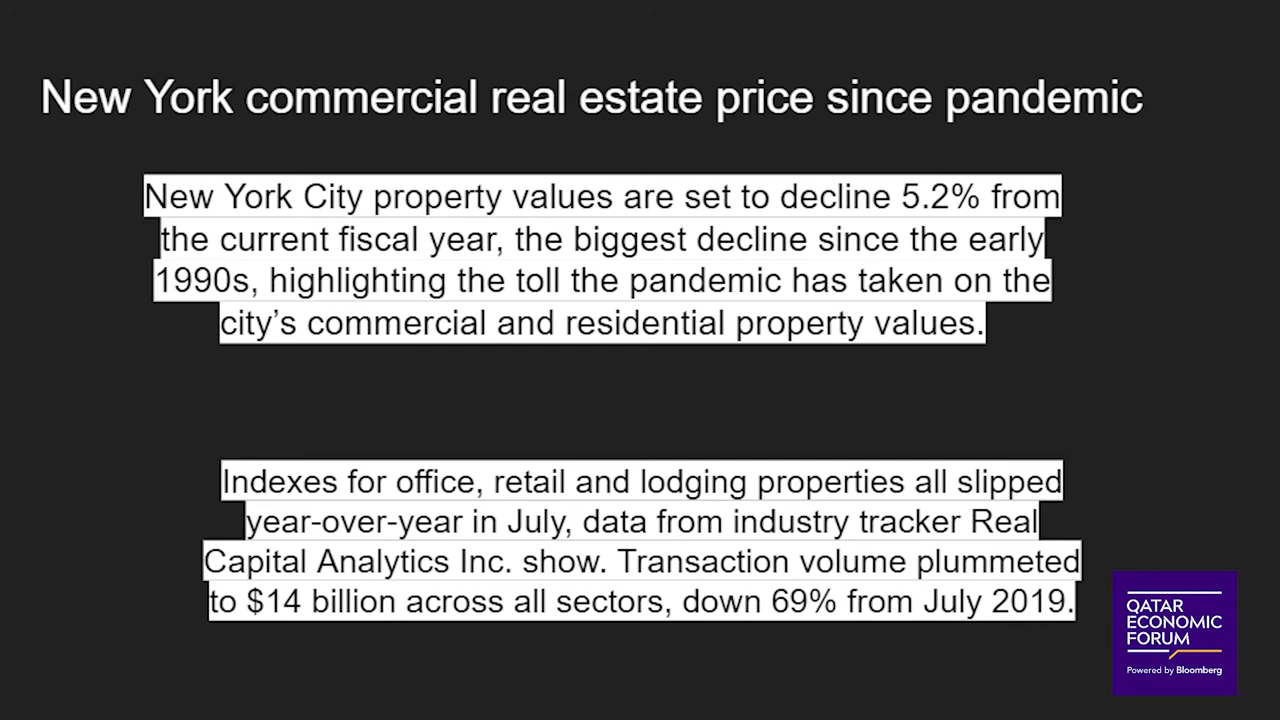 New York commercial real estate price since pandemic
New York City property values are set to decline 5.2% from
the current fiscal year, the biggest decline since the early
1990s, highlighting the toll the pandemic has taken on the
city’s commercial and residential property values.
Indexes for office, retail and lodging properties all slipped
year-over-year in July, data from industry tracker Real
Capital Analytics Inc. show. Transaction volume plummeted
to $14 billion across all sectors, down 69% from July 2019.
QATAR
ECONOMIC
FORUM
Powered by Bloomberg